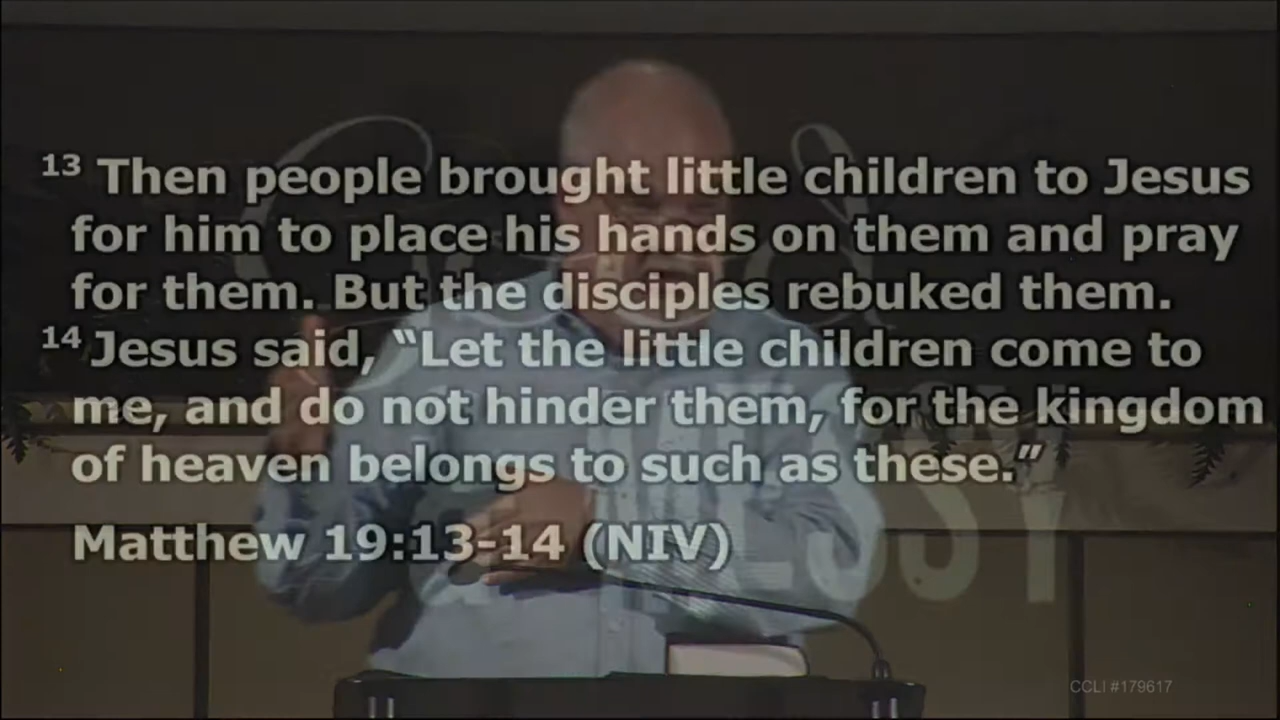 13 Then people brought little children to Jesus
for him to place his hands on them and pray
for them. But the disciples rebuked them.
14 Jesus said, “Let the little children come to
me, and do not hinder them, for the kingdom
of heaven belongs to such as these.”
Matthew 19:13-14 (NIV)
CCLI #179617